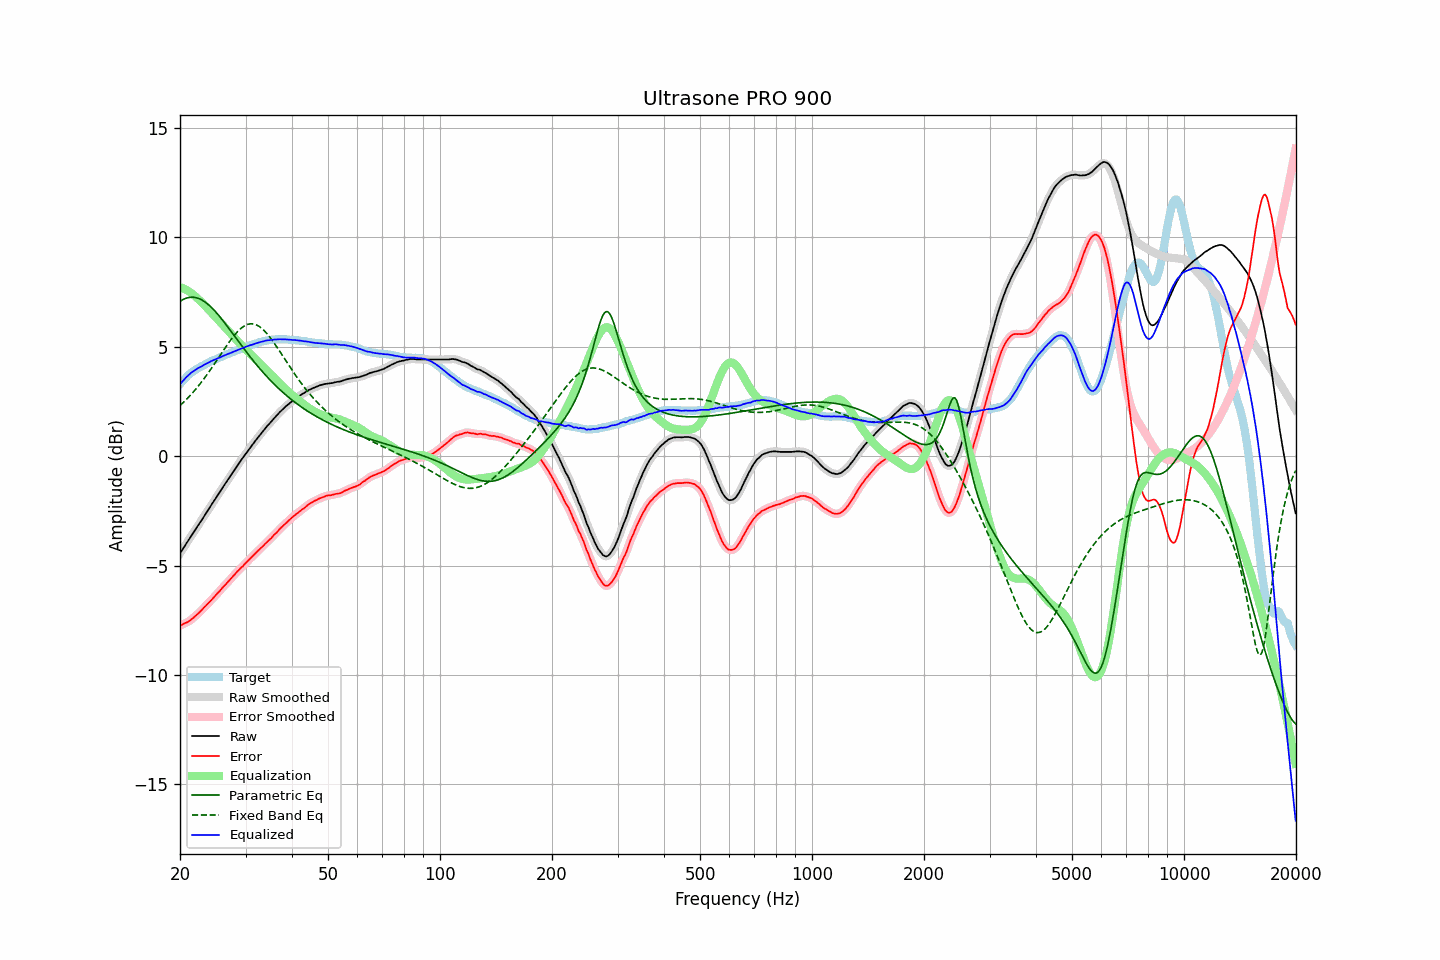 Ultrasone PRO 900
Amplitude (dBr)
15
10
5
0
−5
−10
−15
Target
Raw Smoothed
Error Smoothed
Raw
Error
Equalization
Parametric Eq
Fixed Band Eq
Equalized
20 50 100 200 500 1000 2000 5000 10000 20000
Frequency (Hz)